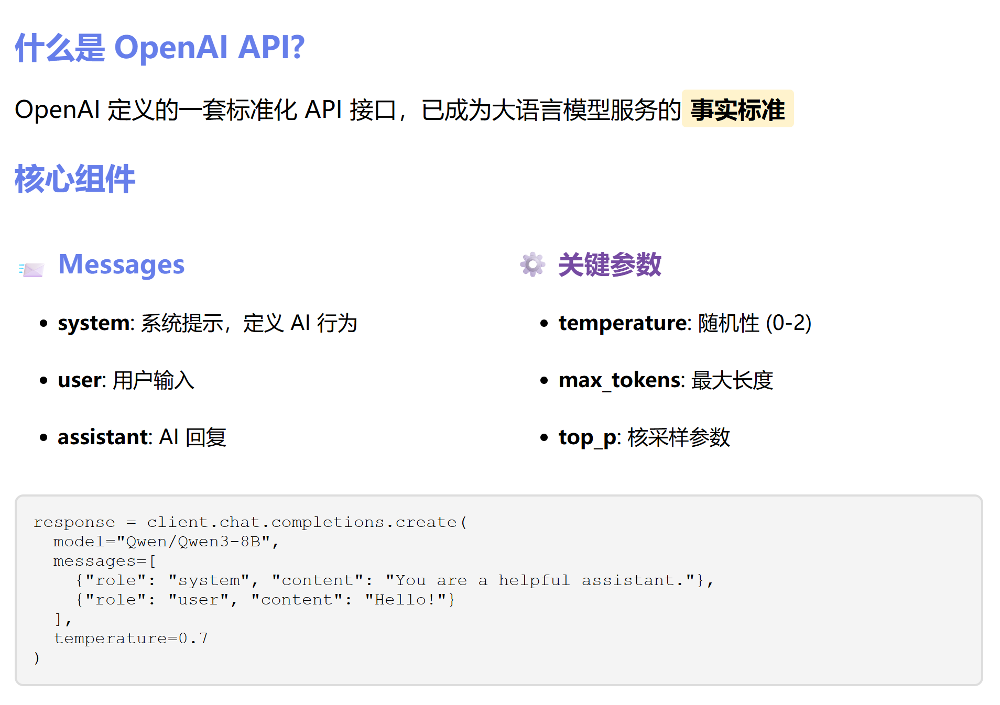 什么是 OpenAI API?
OpenAI 定义的一套标准化 API 接口，已成为大语言模型服务的 事实标准
核心组件
Messages
system: 系统提示，定义 AI 行为
user: 用户输入
assistant: AI 回复
关键参数
temperature: 随机性 (0-2)
max_tokens: 最大长度
top_p: 核采样参数
response = client.chat.completions.create(
  model="Qwen/Qwen3-8B",
  messages=[
    {"role": "system", "content": "You are a helpful assistant."},
    {"role": "user", "content": "Hello!"}
  ],
  temperature=0.7
)